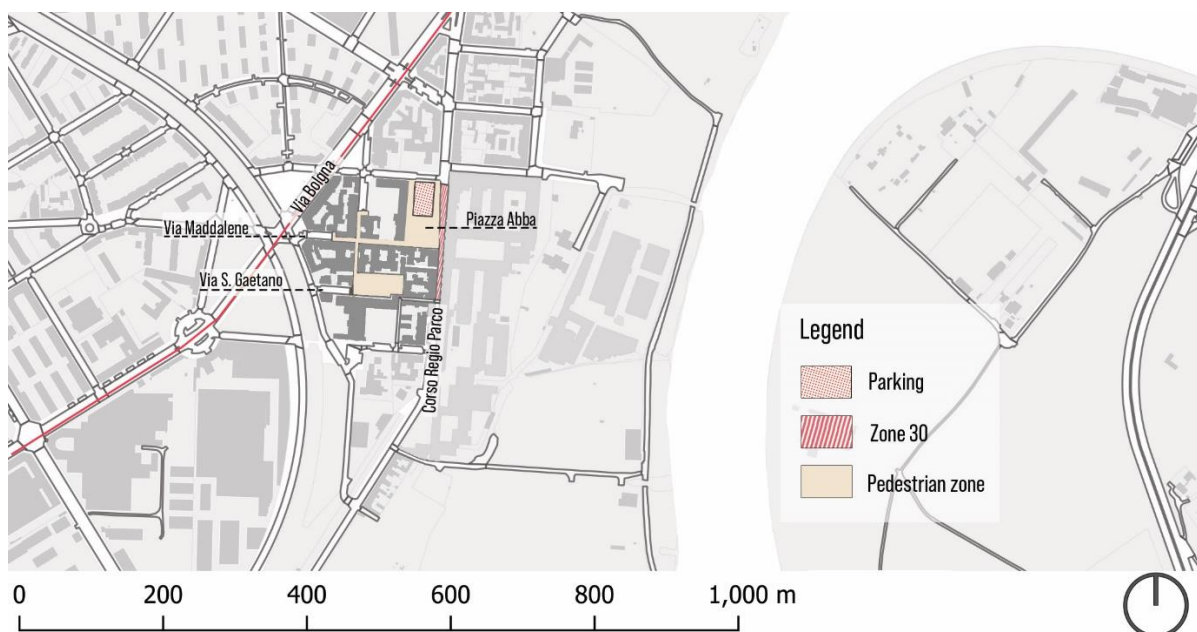 Via Bolgna
Via Maddalene
Piazza Abba
Via S. Gaetano
Corso Regio Parco
Legend
Parking
Zone 30
Pedestrian zone
0 200 400 600 800 1,000 m